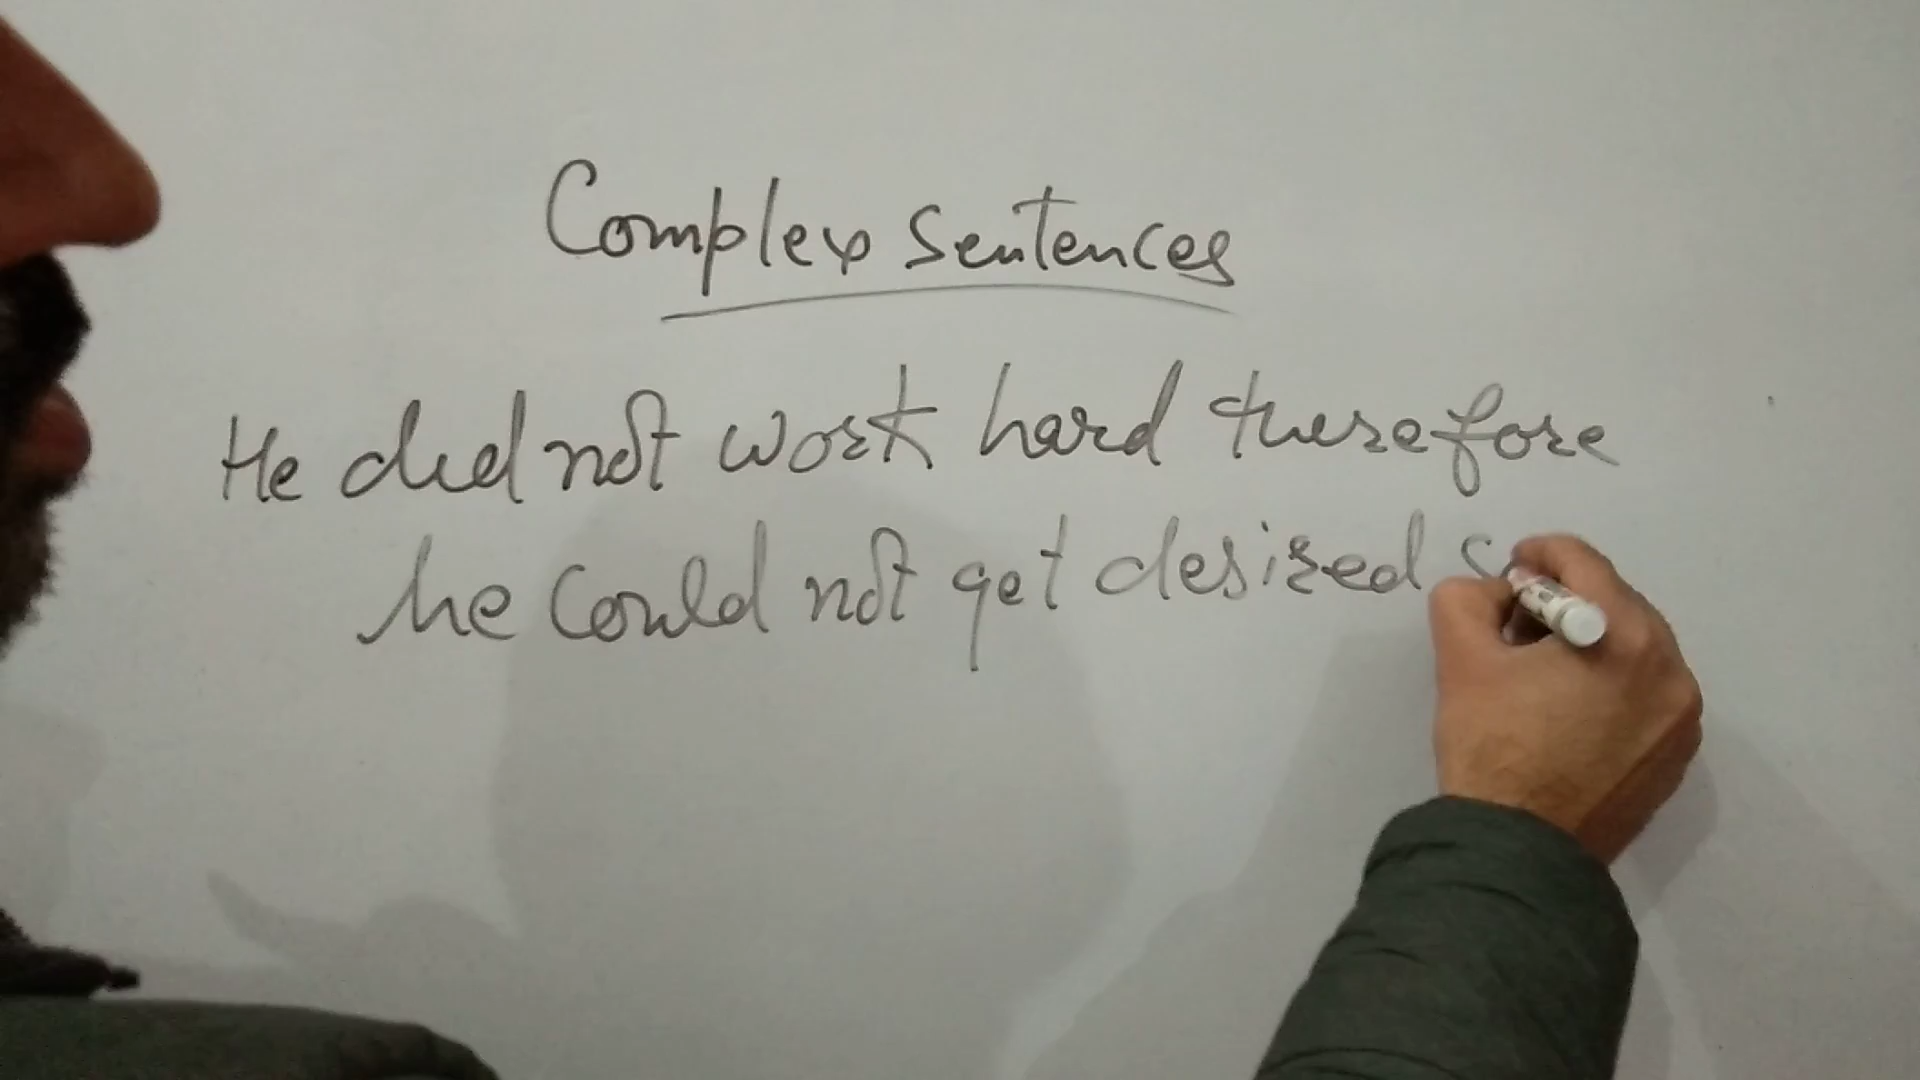 Complex Sentences
He did not work hard therefore
he could not get desired